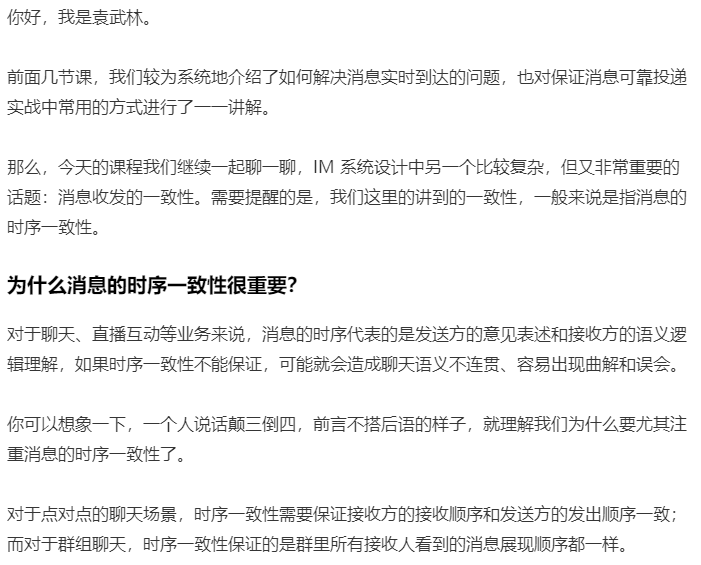 你好，我是袁武林。
前面几节课，我们较为系统地介绍了如何解决消息实时到达的问题，也对保证消息可靠投递
实战中常用的方式进行了一一讲解。
那么，今天的课程我们继续一起聊一聊，IM 系统设计中另一个比较复杂，但又非常重要的
话题：消息收发的一致性。需要提醒的是，我们这里的讲到的一致性，一般来说是指消息的
时序一致性。
为什么消息的时序一致性很重要？
对于聊天、直播互动等业务来说，消息的时序代表的是发送方的意见表述和接收方的语义逻
辑理解，如果时序一致性不能保证，可能就会造成聊天语义不连贯、容易出现曲解和误会。
你可以想象一下，一个人说话颠三倒四，前言不搭后语的样子，就理解我们为什么要尤其注
重消息的时序一致性了。
对于点对点的聊天场景，时序一致性需要保证接收方的接收顺序和发送方的发出顺序一致；
而对于群组聊天，时序一致性保证的是群里所有接收人看到的消息展现顺序都一样。